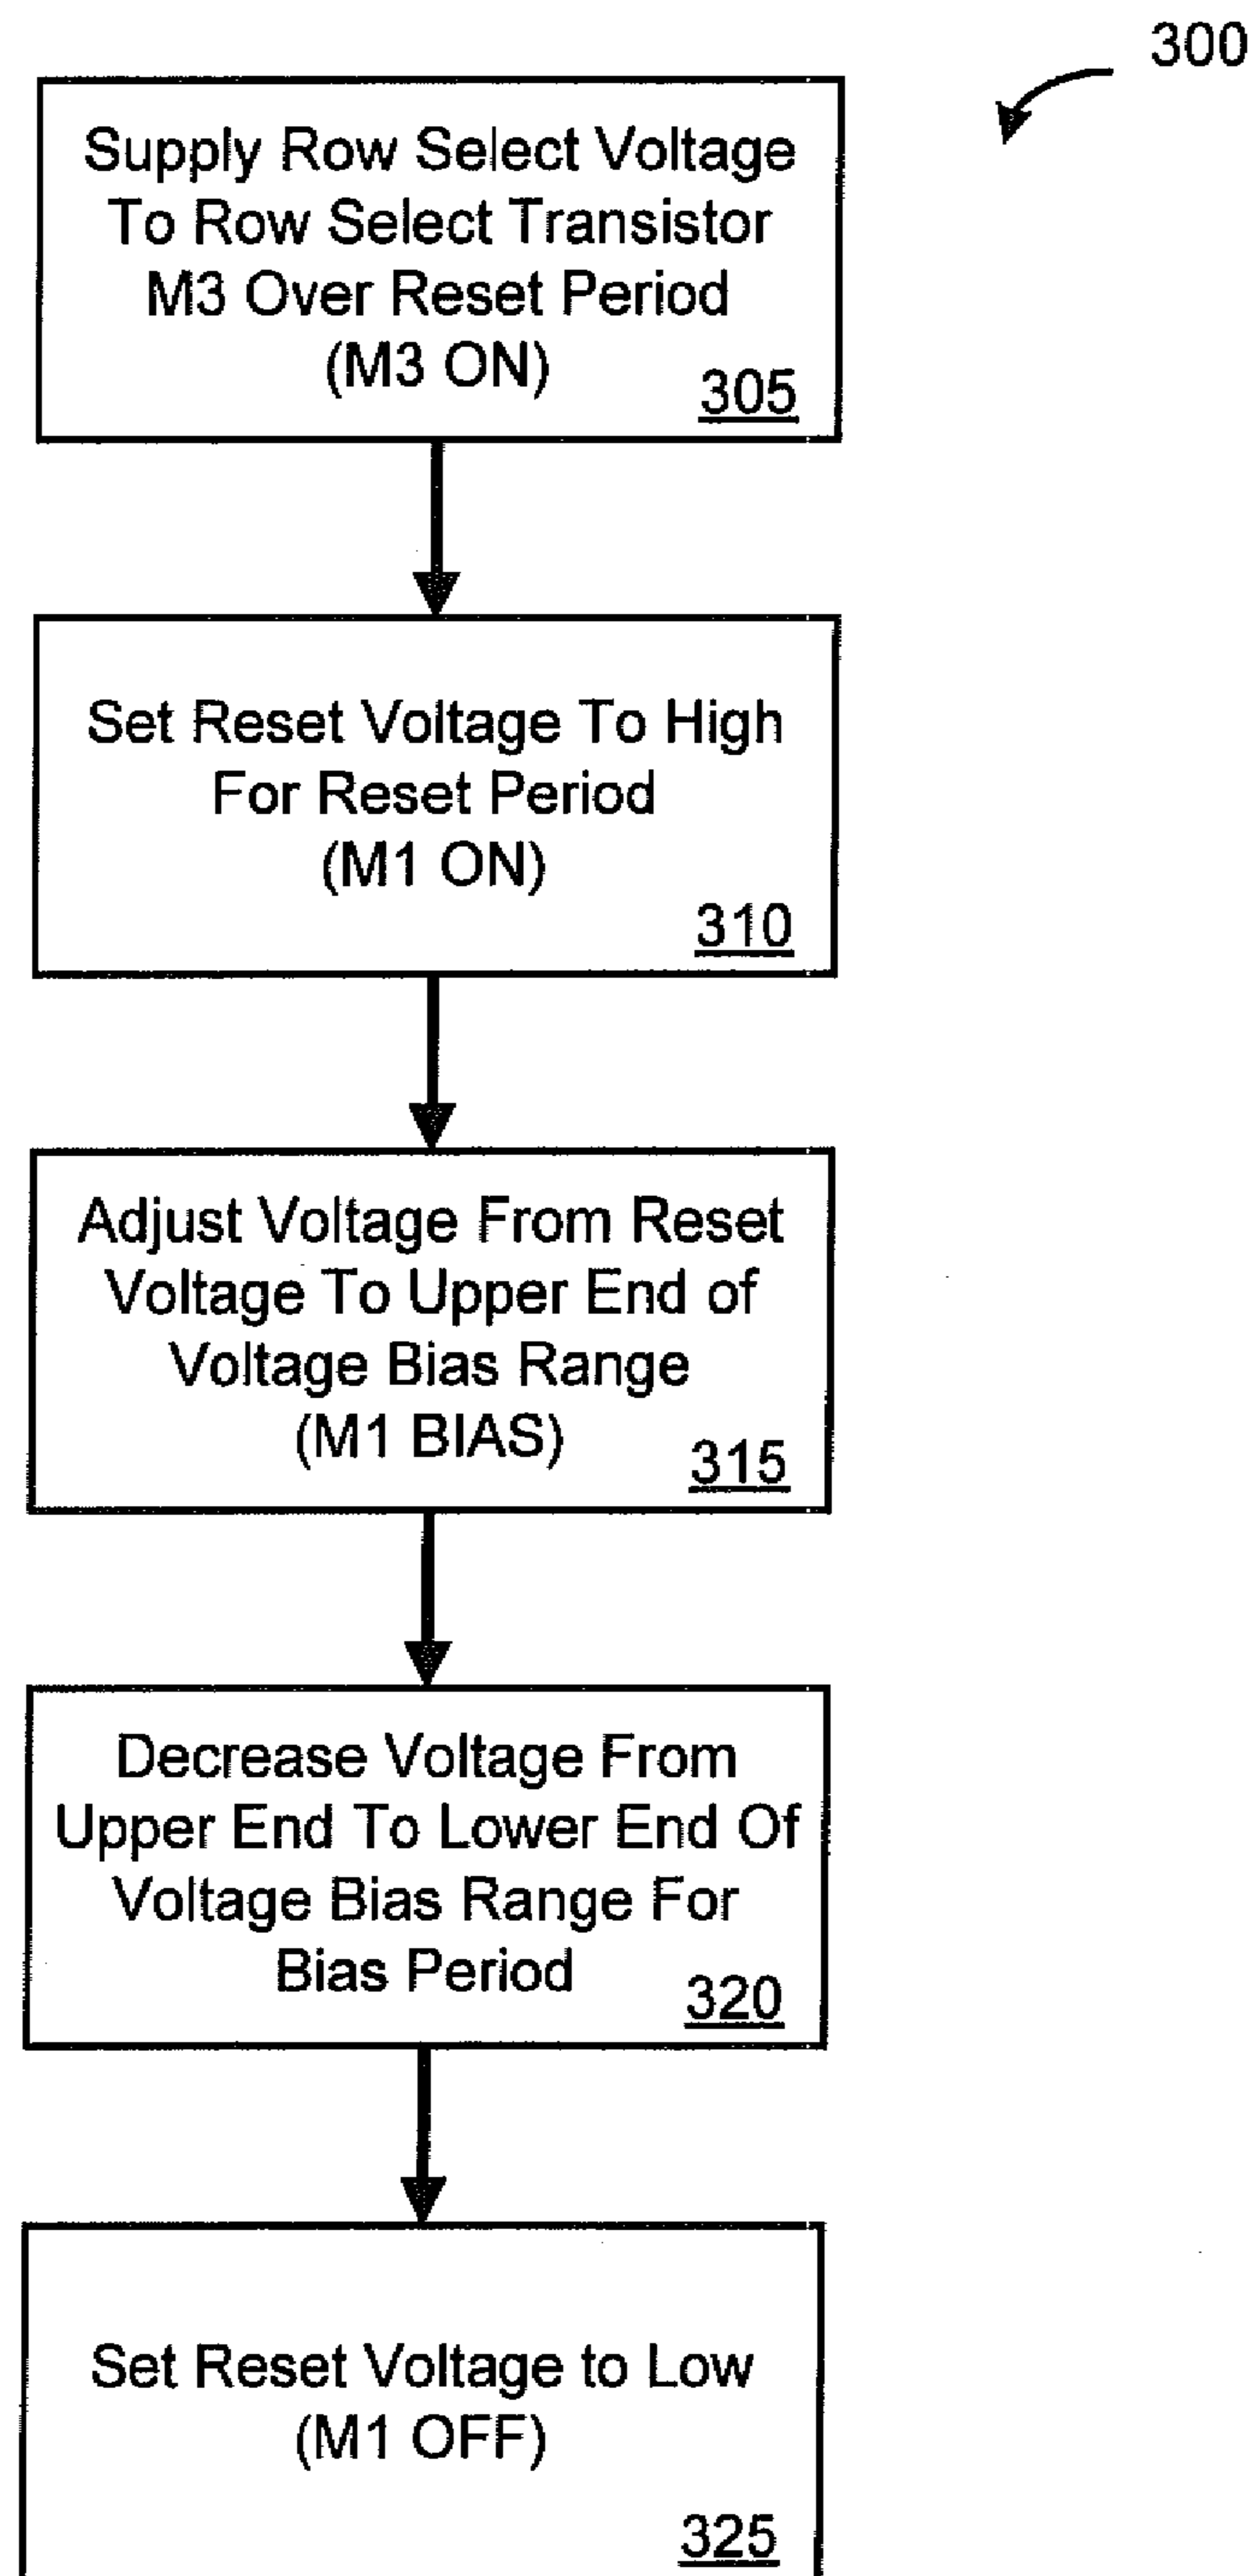 300
Supply Row Select Voltage
To Row Select Transistor
M3 Over Reset Period
(M3 ON)
305
Set Reset Voltage To High
For Reset Period
(M1 ON)
310
Adjust Voltage From Reset
Voltage To Upper End of
Voltage Bias Range
(M1 BIAS)
315
Decrease Voltage From
Upper End To Lower End Of
Voltage Bias Range For
Bias Period
320
Set Reset Voltage to Low
(M1 OFF)
325